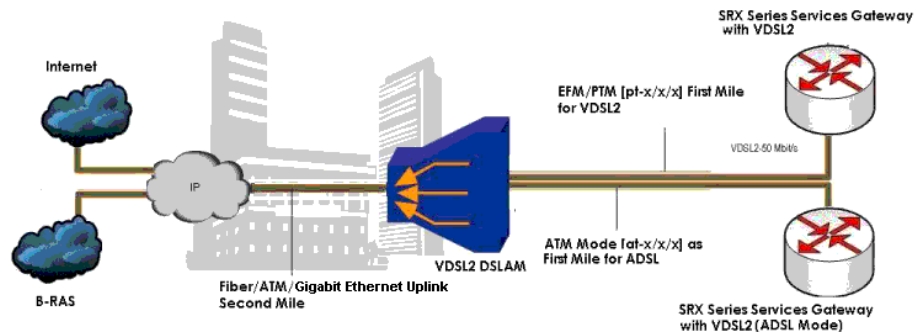 SRX Series Services Gateway
with VDSL2
Internet
EFM/PTM [pt-x/x/x] First Mile
for VDSL2
VDSL2-50 Mbit/s
IP
ATM Mode [at-x/x/x] as
First Mile for ADSL
VDSL2 DSLAM
Fiber/ATM/Gigabit Ethernet Uplink
Second Mile
B-RAS
SRX Series Services Gateway
with VDSL2 (ADSL Mode)